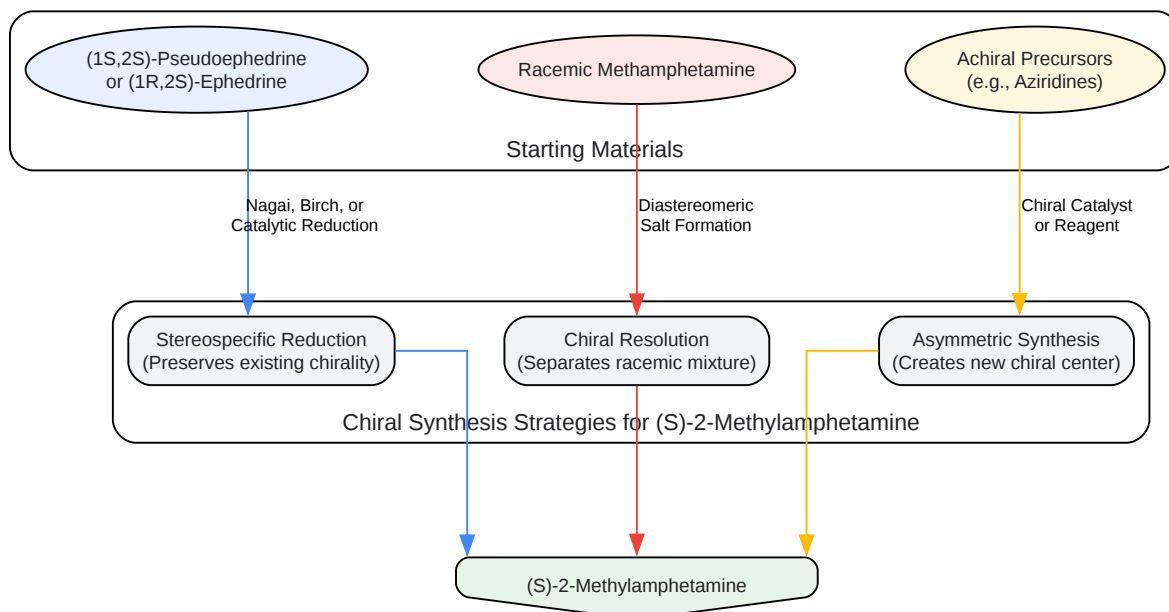 (1S,2S)-Pseudoephedrine
or (1R,2S)-Ephedrine
Racemic Methamphetamine
Achiral Precursors
(e.g., Aziridines)
Starting Materials
Nagai, Birch, or
Catalytic Reduction
Diastereomeric
Salt Formation
Chiral Catalyst
or Reagent
Stereospecific Reduction
(Preserves existing chirality)
Chiral Resolution
(Separates racemic mixture)
Asymmetric Synthesis
(Creates new chiral center)
Chiral Synthesis Strategies for (S)-2-Methylamphetamine
(S)-2-Methylamphetamine